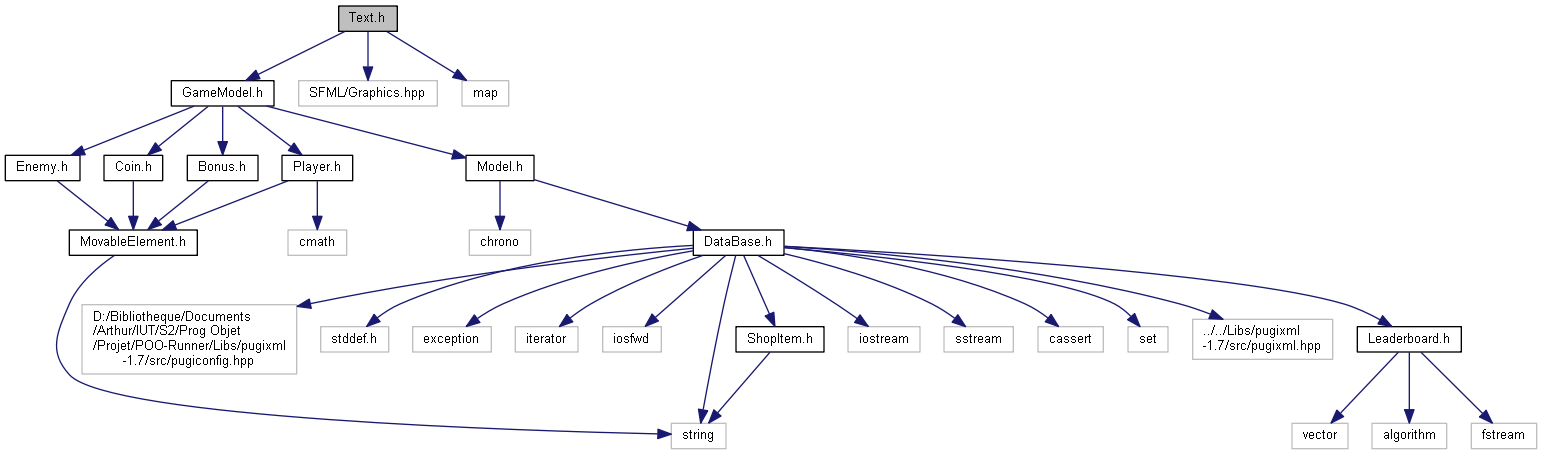 Text.h
GameModel.h
SFML/Graphics.hpp
map
Enemy.h
Coin.h
Bonus.h
Player.h
Model.h
MovableElement.h
cmath
chrono
DataBase.h
D:/Bibliotheque/Documents
/Arthur/IUT/S2/Prog Objet
/Projet/POO-Runner/Libs/pugixml
-1.7/src/pugiconfig.hpp
stddef.h
exception
iterator
iosfwd
ShopItem.h
iostream
sstream
cassert
set
../../Libs/pugixml
-1.7/src/pugixml.hpp
Leaderboard.h
string
vector
algorithm
fstream